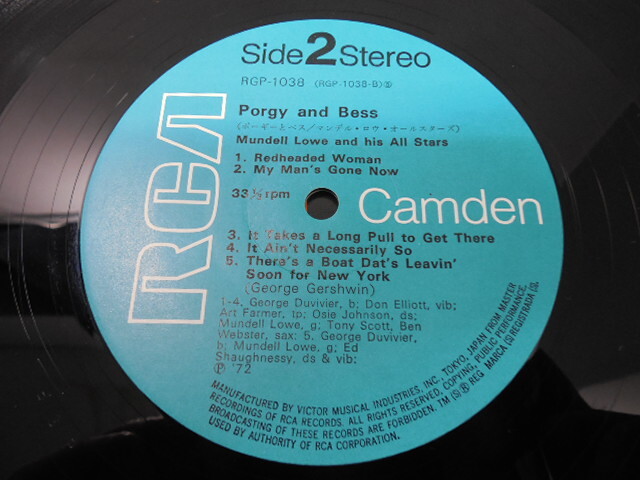 Side 2 Stereo
RGP-1038 (RGP-1038-B)Ⓢ
Porgy and Bess
(ポーギーとベス/マンデル・ロウ・オールスターズ)
Mundell Lowe and his All Stars
1. Redheaded Woman
2. My Man's Gone Now
33⅓rpm
RCA
Camden
3. It Takes a Long Pull to Get There
4. It Ain't Necessarily So
5. There's a Boat Dat's Leavin'
Soon for New York
(George Gershwin)
1-4. George Duvivier, b; Don Elliott, vib;
Art Farmer, tp; Osie Johnson, ds;
Mundell Lowe, g; Tony Scott, Ben
Webster, sax: 5. George Duvivier,
b; Mundell Lowe, g; Ed
Shaughnessy, ds & vib:
Ⓟ '72
MANUFACTURED BY VICTOR MUSICAL INDUSTRIES, INC. TOKYO, JAPAN FROM MASTER
RECORDINGS OF RCA RECORDS. ALL RIGHTS RESERVED. COPYING, PUBLIC PERFORMANCE,
BROADCASTING OF THESE RECORDS ARE FORBIDDEN. TM(S)® REG MARCA(S) REGISTRADA(S).
USED BY AUTHORITY OF RCA CORPORATION.